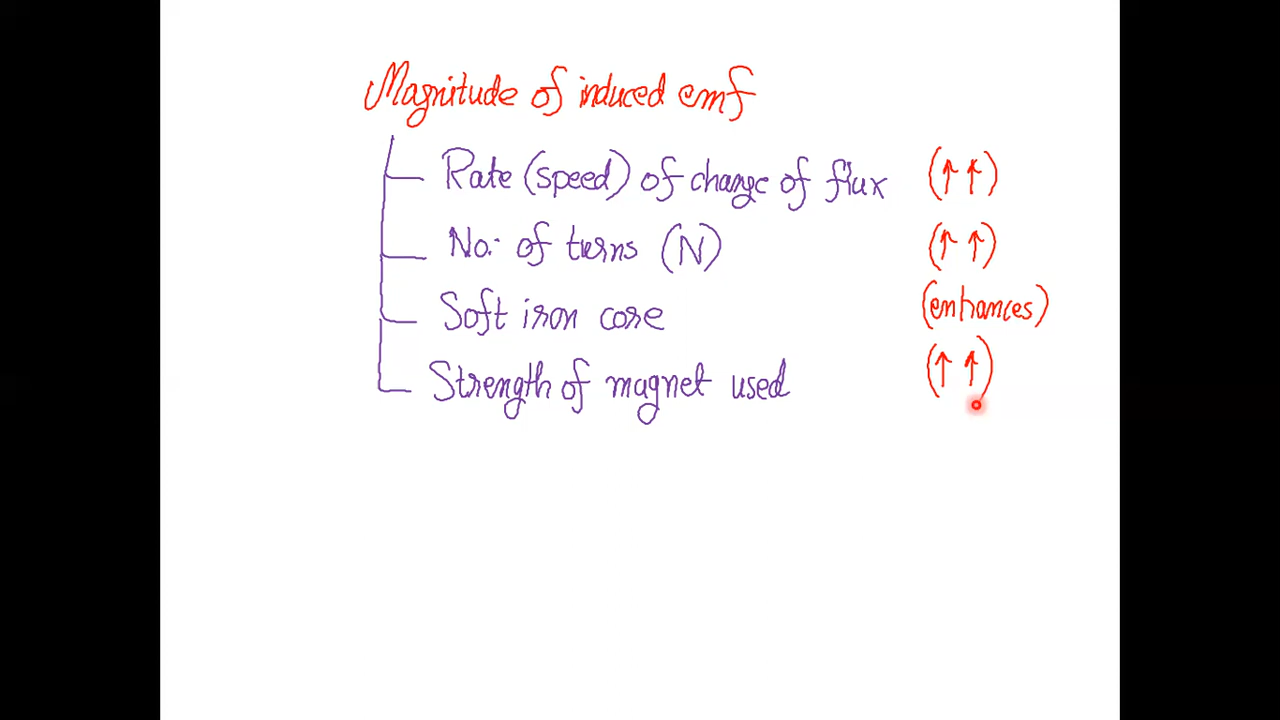 Magnitude of induced emf
Rate (speed) of change of flux (↑↑)
No. of turns (N) (↑↑)
Soft iron core (enhances)
Strength of magnet used (↑↑)